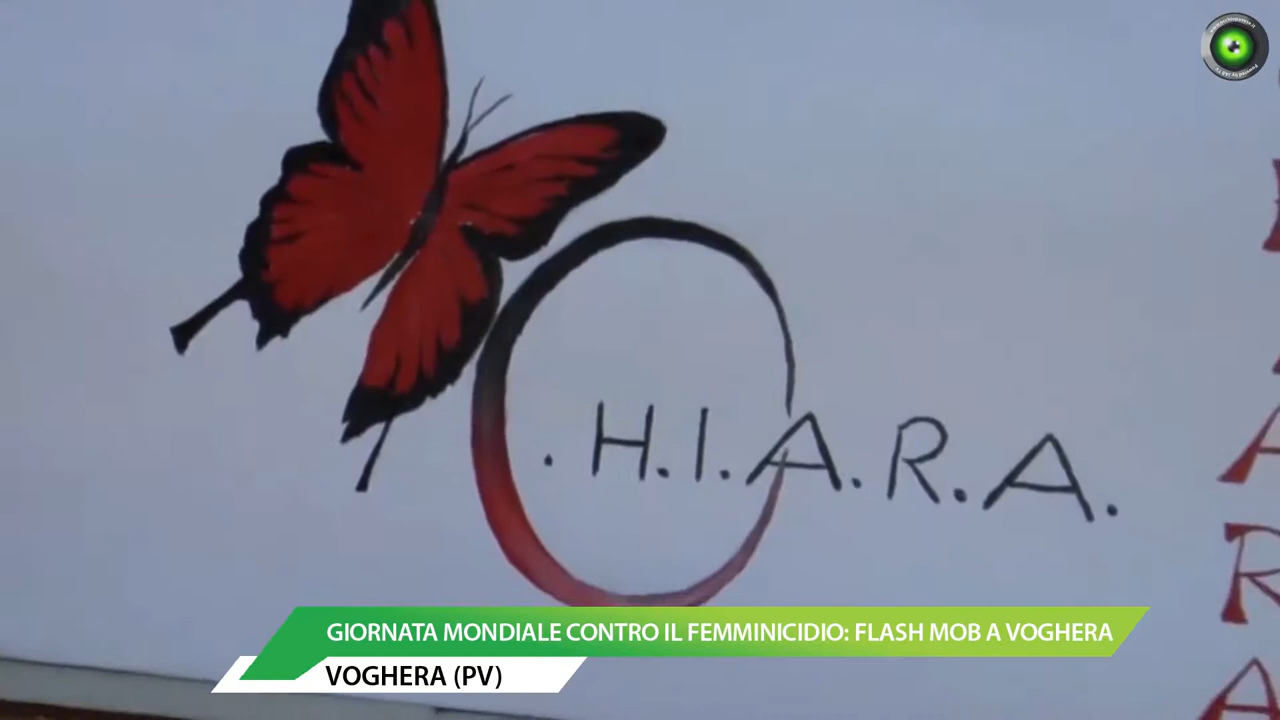 C.H.I.A.R.A.
A
R
A
GIORNATA MONDIALE CONTRO IL FEMMINICIDIO: FLASH MOB A VOGHERA
VOGHERA (PV)